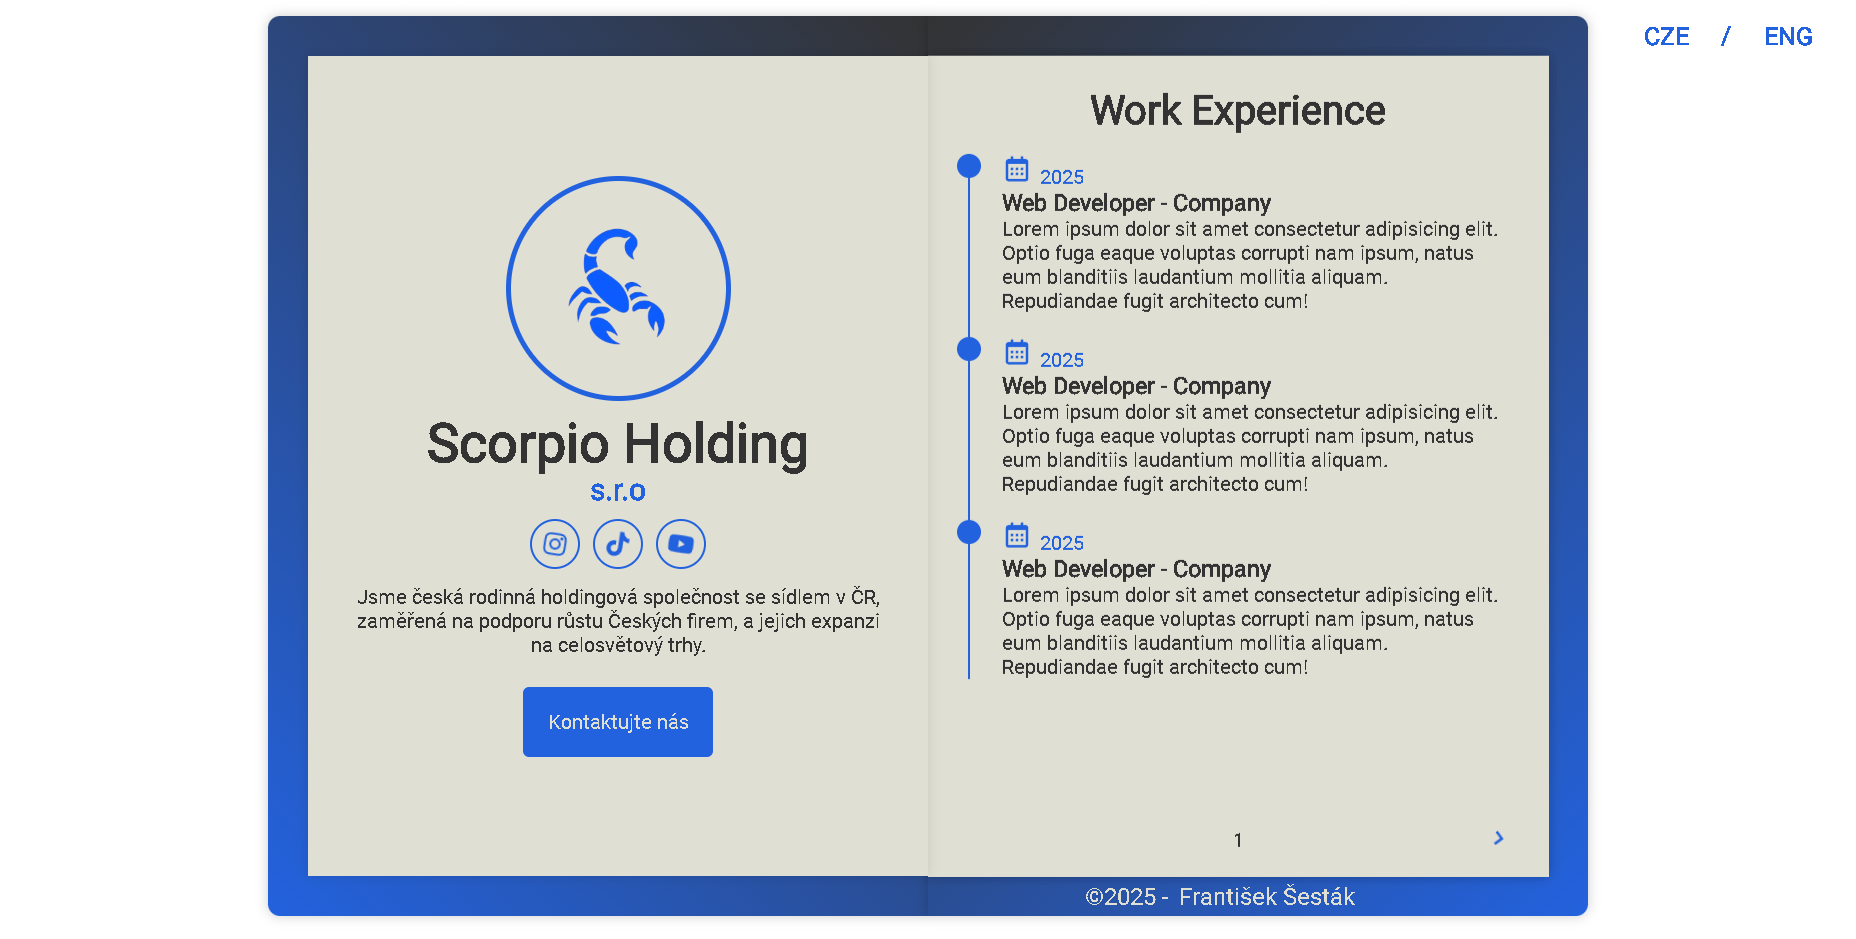 CZE / ENG
Scorpio Holding
s.r.o
Jsme česká rodinná holdingová společnost se sídlem v ČR,
zaměřená na podporu růstu Českých firem, a jejich expanzi
na celosvětový trhy.
Kontaktujte nás
Work Experience
2025
Web Developer - Company
Lorem ipsum dolor sit amet consectetur adipisicing elit.
Optio fuga eaque voluptas corrupti nam ipsum, natus
eum blanditiis laudantium mollitia aliquam.
Repudiandae fugit architecto cum!
2025
Web Developer - Company
Lorem ipsum dolor sit amet consectetur adipisicing elit.
Optio fuga eaque voluptas corrupti nam ipsum, natus
eum blanditiis laudantium mollitia aliquam.
Repudiandae fugit architecto cum!
2025
Web Developer - Company
Lorem ipsum dolor sit amet consectetur adipisicing elit.
Optio fuga eaque voluptas corrupti nam ipsum, natus
eum blanditiis laudantium mollitia aliquam.
Repudiandae fugit architecto cum!
1
©2025 - František Šesták